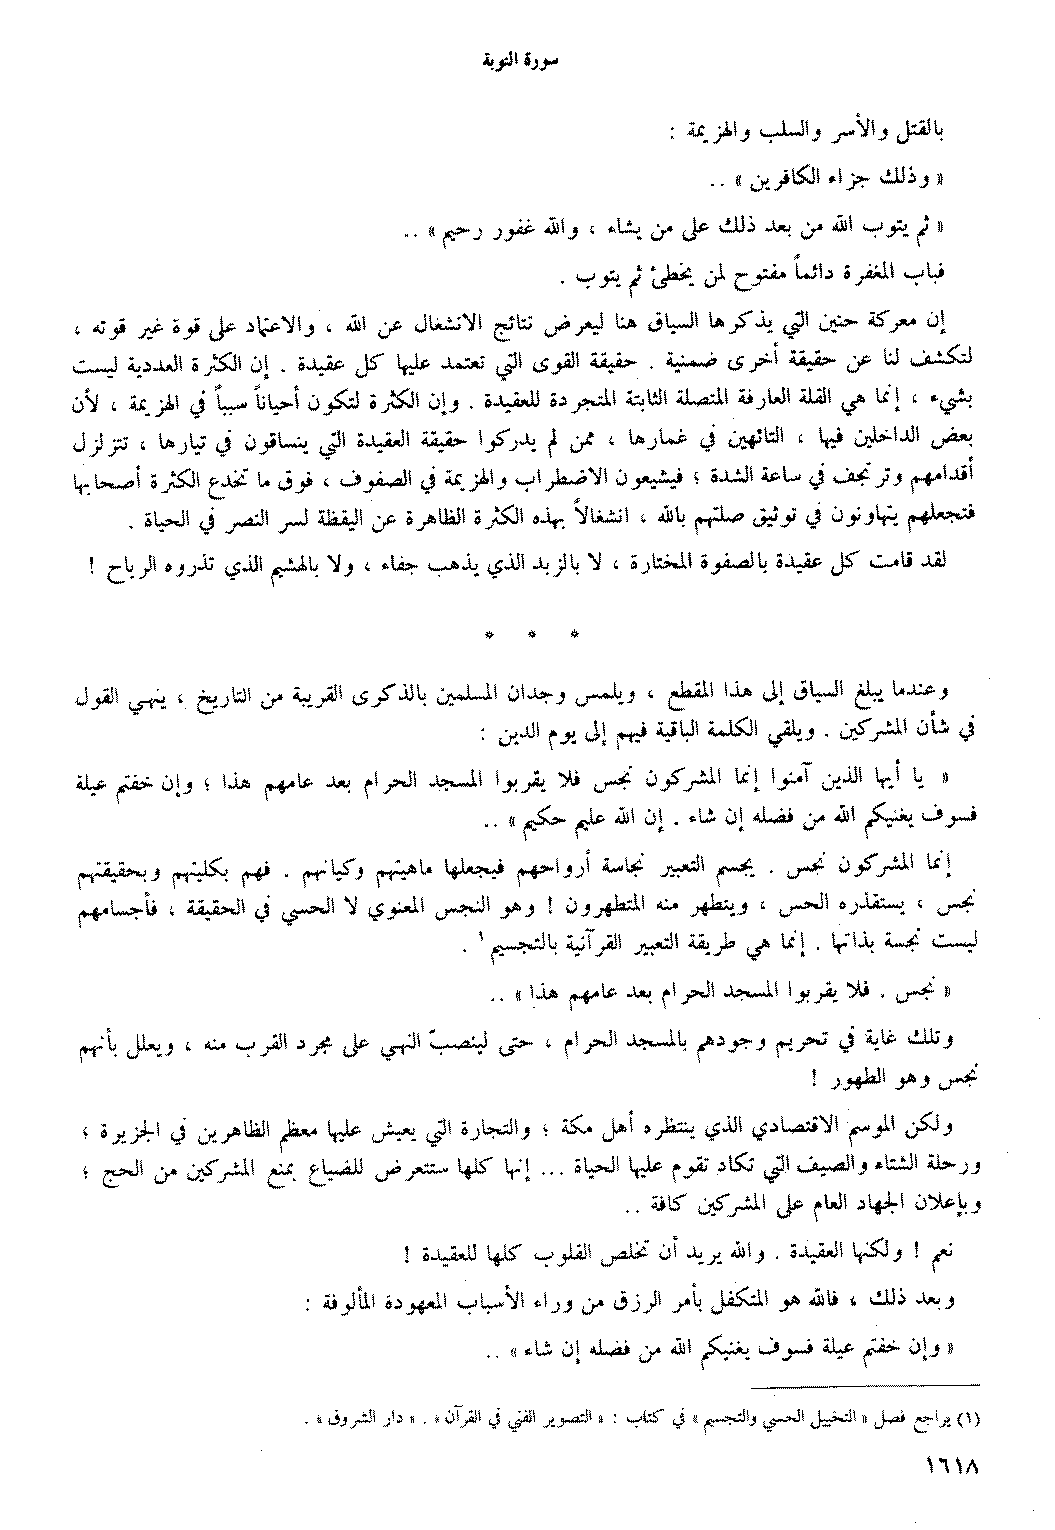 سورة التوبة
بالقتل والأسر والسلب والهزيمة :
« وذلك جزاء الكافرين » ..
« ثم يتوب الله من بعد ذلك على من يشاء ، والله غفور رحيم » ..
فباب المغفرة دائماً مفتوح لمن يخطئ ثم يتوب .
إن معركة حنين التي يذكرها السياق هنا ليعرض نتائج الانشغال عن الله ، والاعتماد على قوة غير قوته ،
لتكشف لنا عن حقيقة أخرى ضمنية . حقيقة القوى التي تعتمد عليها كل عقيدة . إن الكثرة العددية ليست
بشيء ، إنما هي القلة العارفة المتصلة الثابتة المتجردة للعقيدة . وإن الكثرة لتكون أحياناً سبباً في الهزيمة ، لأن
بعض الداخلين فيها ، التائهين في غمارها ، ممن لم يدركوا حقيقة العقيدة التي ينساقون في تيارها ، تتزلزل
أقدامهم وترتجف في ساعة الشدة ؛ فيشيعون الاضطراب والهزيمة في الصفوف ، فوق ما تخدع الكثرة أصحابها
فتجعلهم يتهاونون في توثيق صلتهم بالله ، انشغالاً بهذه الكثرة الظاهرة عن اليقظة لسر النصر في الحياة .
لقد قامت كل عقيدة بالصفوة المختارة ، لا بالزبد الذي يذهب جفاء ، ولا بالهشيم الذي تذروه الرياح !
* * *
وعندما يبلغ السياق إلى هذا المقطع ، ويلمس وجدان المسلمين بالذكرى القريبة من التاريخ ، ينهي القول
في شأن المشركين . ويلقي الكلمة الباقية فيهم إلى يوم الدين :
« يا أيها الذين آمنوا إنما المشركون نجس فلا يقربوا المسجد الحرام بعد عامهم هذا ؛ وإن خفتم عيلة
فسوف يغنيكم الله من فضله إن شاء . إن الله عليم حكيم » ..
إنما المشركون نجس . يجسم التعبير نجاسة أرواحهم فيجعلها ماهيتهم وكيانهم . فهم بكليتهم وبحقيقتهم
نجس ، يستقذره الحس ، ويتطهر منه المتطهرون ! وهو النجس المعنوي لا الحسي في الحقيقة ، فأجسامهم
ليست نجسة بذاتها . إنما هي طريقة التعبير القرآنية بالتجسيم ١ .
« نجس . فلا يقربوا المسجد الحرام بعد عامهم هذا » ..
وتلك غاية في تحريم وجودهم بالمسجد الحرام ، حتى لينصبّ النهي على مجرد القرب منه ، ويعلل بأنهم
نجس وهو الطهور !
ولكن الموسم الاقتصادي الذي ينتظره أهل مكة ؛ والتجارة التي يعيش عليها معظم الظاهرين في الجزيرة ؛
ورحلة الشتاء والصيف التي تكاد تقوم عليها الحياة ... إنها كلها ستتعرض للضياع بمنع المشركين من الحج ؛
وبإعلان الجهاد العام على المشركين كافة ..
نعم ! ولكنها العقيدة . والله يريد أن تخلص القلوب كلها للعقيدة !
وبعد ذلك ، فالله هو المتكفل بأمر الرزق من وراء الأسباب المعهودة المألوفة :
« وإن خفتم عيلة فسوف يغنيكم الله من فضله إن شاء » ..
(١) يراجع فصل « التخييل الحسي والتجسيم » في كتاب : « التصوير الفني في القرآن » . « دار الشروق » .
١٦١٨